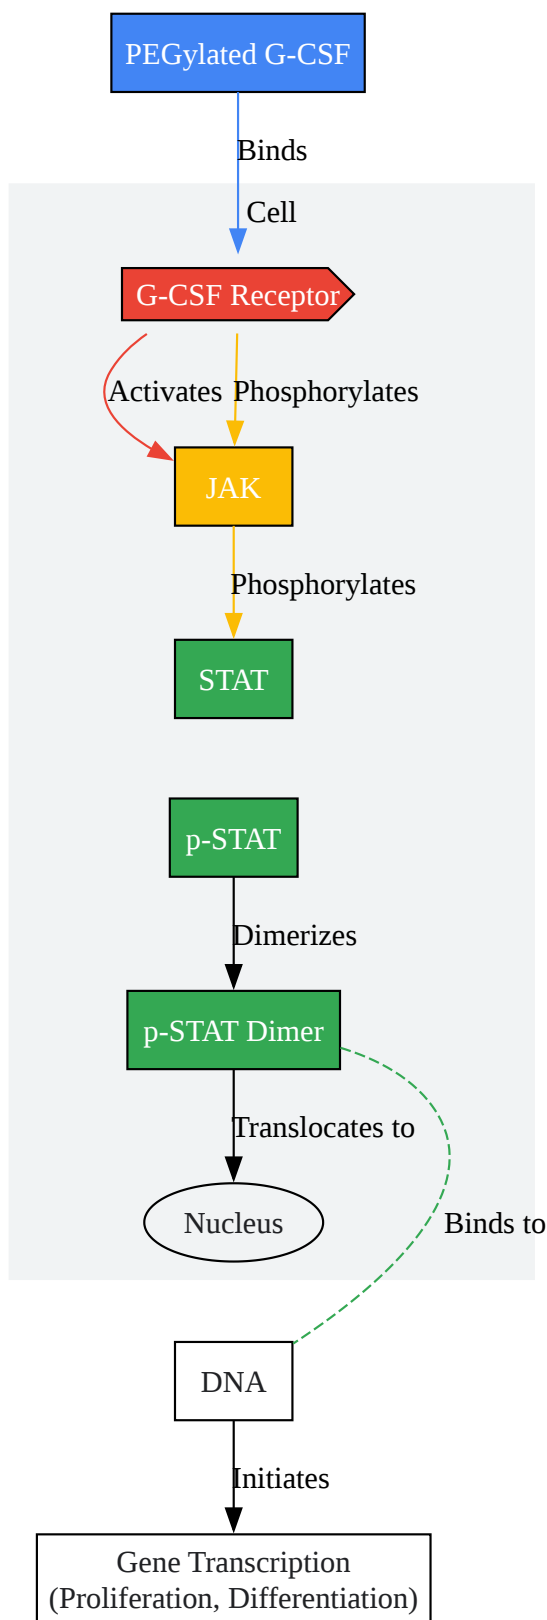 PEGylated G-CSF
Binds
Cell
G-CSF Receptor
Activates
Phosphorylates
JAK
Phosphorylates
STAT
p-STAT
Dimerizes
p-STAT Dimer
Translocates to
Nucleus
Binds to
DNA
Initiates
Gene Transcription
(Proliferation, Differentiation)